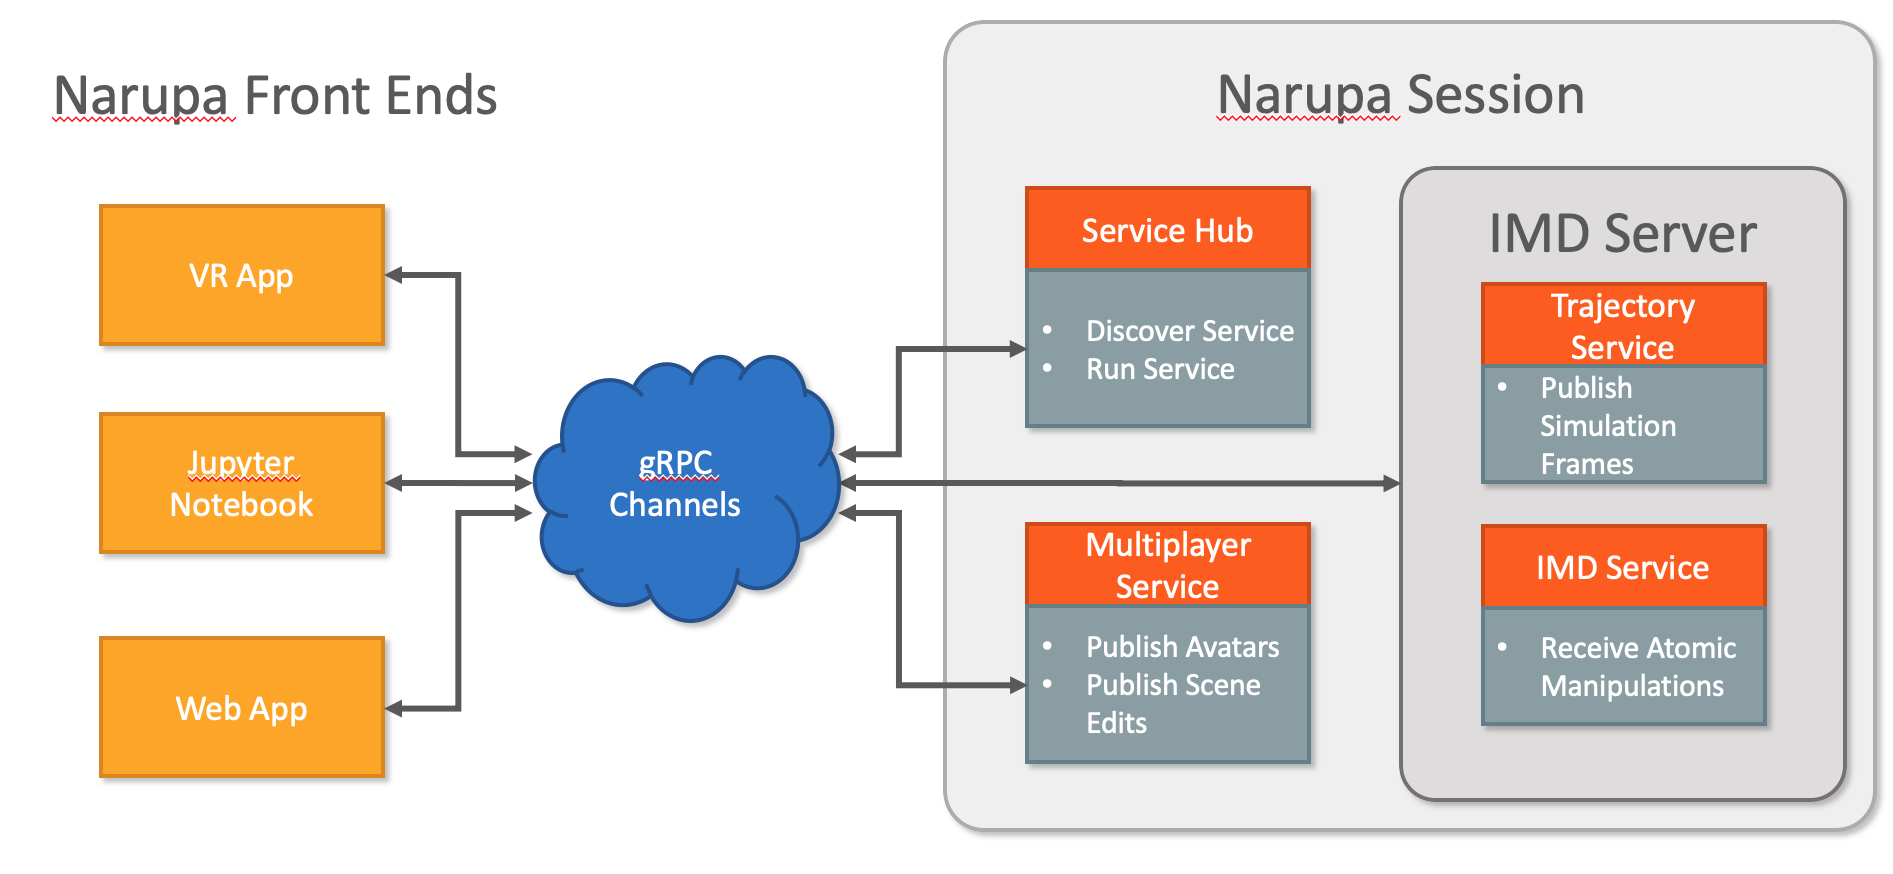 Narupa Front Ends
VR App
Jupyter
Notebook
Web App
gRPC
Channels
Narupa Session
Service Hub
• Discover Service
• Run Service
Multiplayer
Service
• Publish Avatars
• Publish Scene
Edits
IMD Server
Trajectory
Service
• Publish
Simulation
Frames
IMD Service
• Receive Atomic
Manipulations